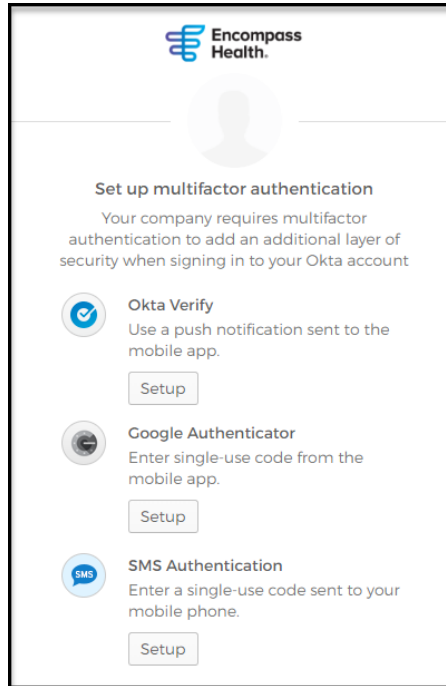 Encompass
Health.
Set up multifactor authentication
Your company requires multifactor
authentication to add an additional layer of
security when signing in to your Okta account
Okta Verify
Use a push notification sent to the
mobile app.
Setup
Google Authenticator
Enter single-use code from the
mobile app.
Setup
SMS
SMS Authentication
Enter a single-use code sent to your
mobile phone.
Setup